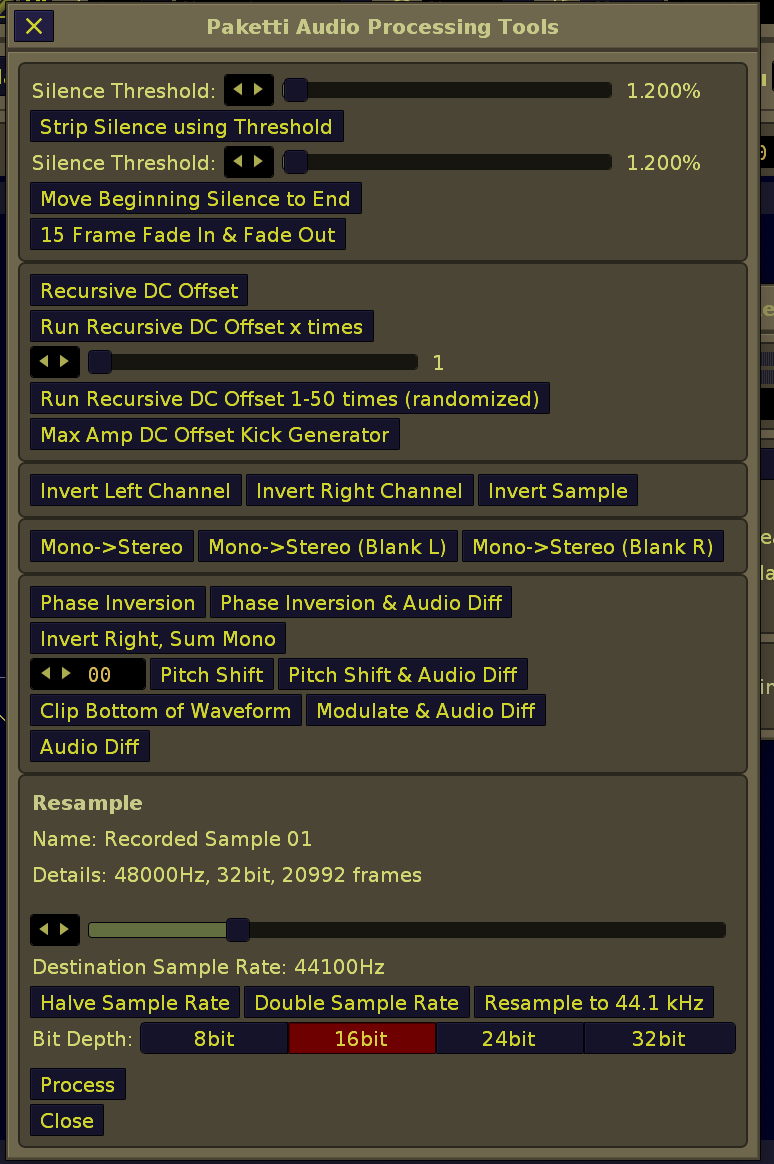 Paketti Audio Processing Tools
Silence Threshold: 1.200%
Strip Silence using Threshold
Silence Threshold: 1.200%
Move Beginning Silence to End
15 Frame Fade In & Fade Out
Recursive DC Offset
Run Recursive DC Offset x times
1
Run Recursive DC Offset 1-50 times (randomized)
Max Amp DC Offset Kick Generator
Invert Left Channel Invert Right Channel Invert Sample
Mono->Stereo Mono->Stereo (Blank L) Mono->Stereo (Blank R)
Phase Inversion Phase Inversion & Audio Diff
Invert Right, Sum Mono
00 Pitch Shift Pitch Shift & Audio Diff
Clip Bottom of Waveform Modulate & Audio Diff
Audio Diff
Resample
Name: Recorded Sample 01
Details: 48000Hz, 32bit, 20992 frames
Destination Sample Rate: 44100Hz
Halve Sample Rate Double Sample Rate Resample to 44.1 kHz
Bit Depth: 8bit 16bit 24bit 32bit
Process
Close